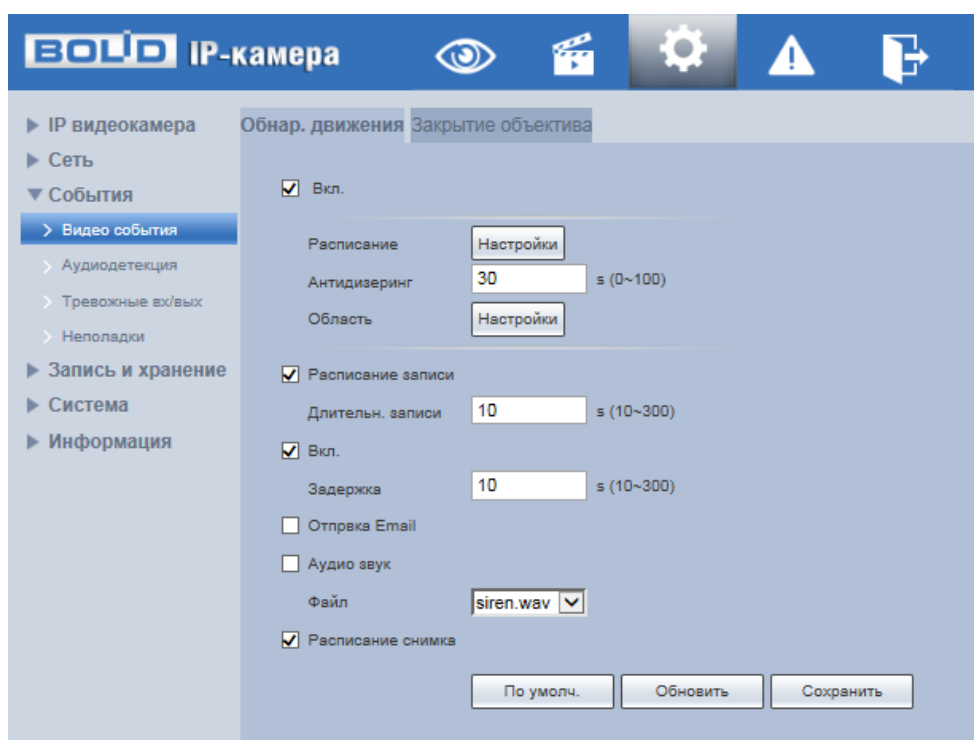 BOLID IP-камера
IP видеокамера
Сеть
События
Видео события
Аудиодетекция
Тревожные вх/вых
Неполадки
Запись и хранение
Система
Информация
Обнар. движения Закрытие объектива
Вкл.
Расписание Настройки
Антидизеринг 30 s (0~100)
Область Настройки
Расписание записи
Длительн. записи 10 s (10~300)
Вкл.
Задержка 10 s (10~300)
Отпрвка Email
Аудио звук
Файл siren.wav
Расписание снимка
По умолч. Обновить Сохранить